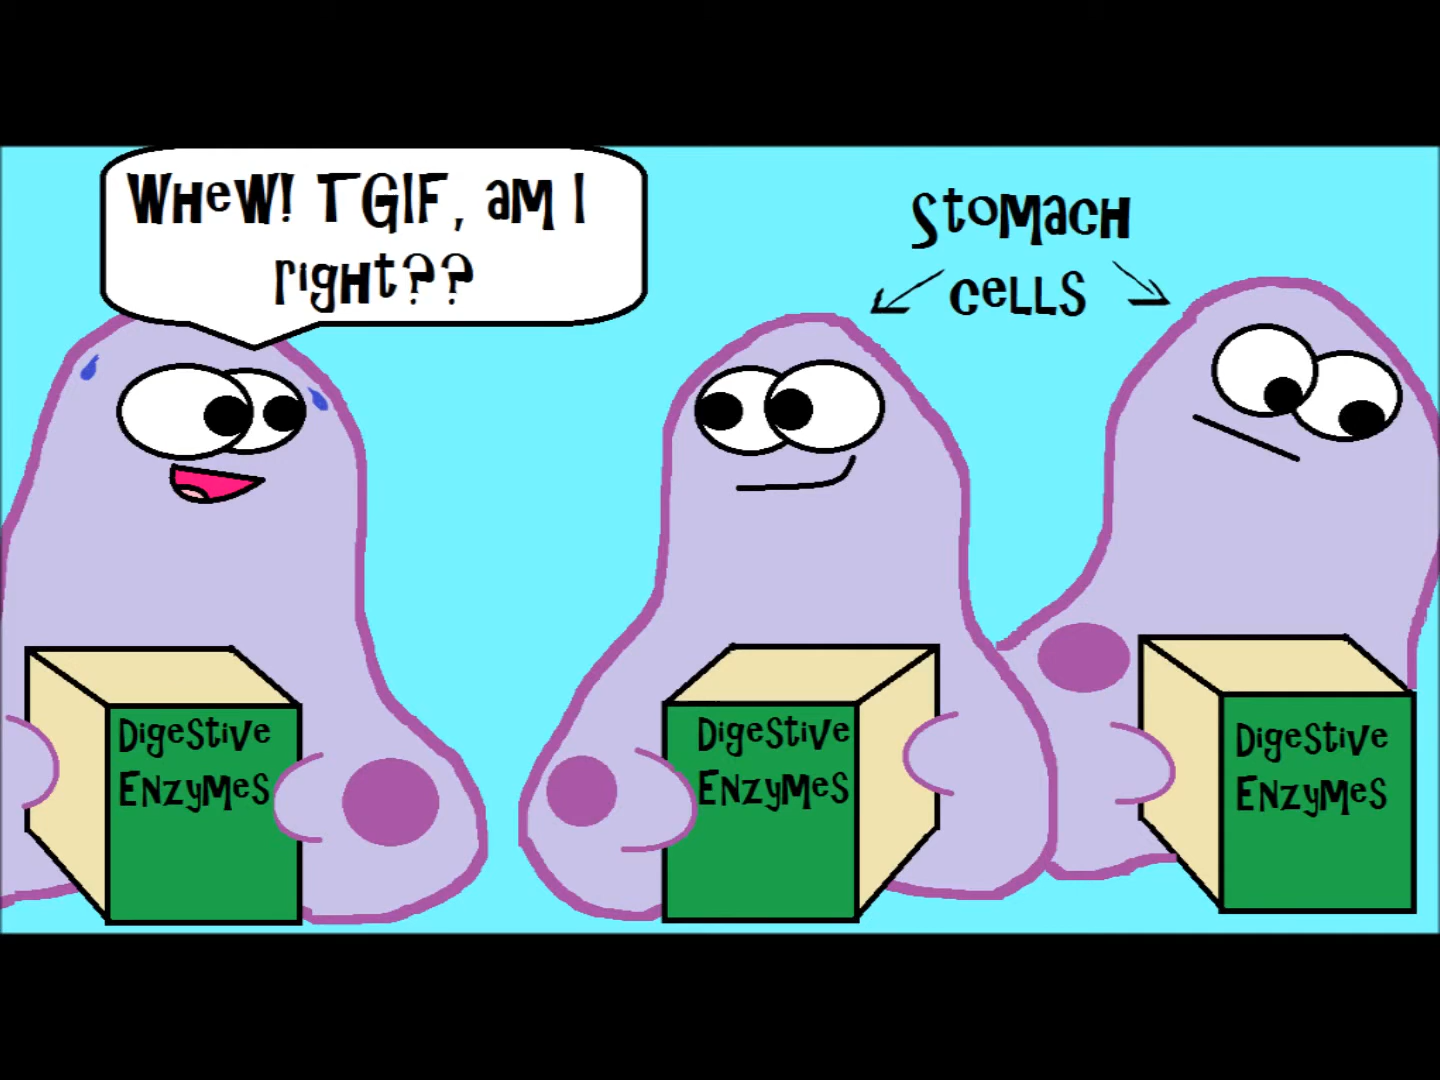 Whew! TGIF, am I
right??
Stomach
cells
Digestive
Enzymes
Digestive
Enzymes
Digestive
Enzymes